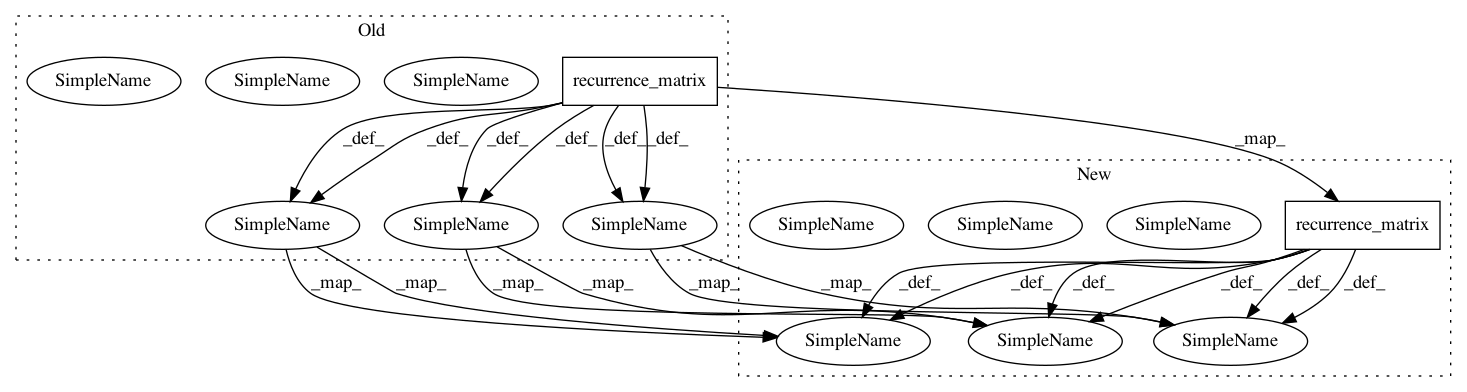 Old
SimpleName SimpleName SimpleName recurrence_matrix
_def_ _def_ _def_ _def_ _def_ _def_ _map_
New
SimpleName SimpleName SimpleName SimpleName SimpleName SimpleName recurrence_matrix
_map_ _map_ _map_ _map_ _map_ _map_ _def_ _def_ _def_ _def_ _def_ _def_
SimpleName SimpleName SimpleName